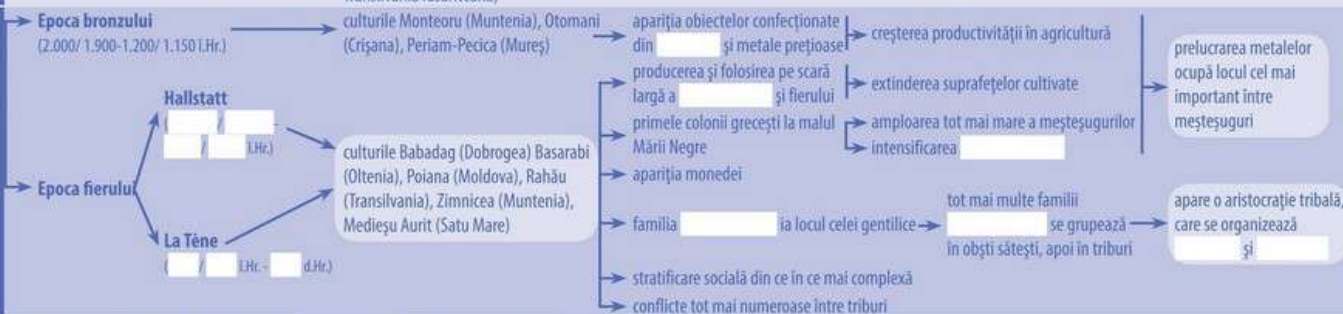 Epoca bronzului
(2.000/ 1.900-1.200/ 1.150 î.Hr.)
culturile Monteoru (Muntenia), Otomani
(Crişana), Periam-Pecica (Mureş)
apariţia obiectelor confecţionate
din şi metale preţioase
creşterea productivităţii în agricultură
producerea şi folosirea pe scară
largă a şi fierului
extinderea suprafeţelor cultivate
prelucrarea metalelor
ocupă locul cel mai
important între
meşteşuguri
Epoca fierului
Hallstatt
( / -
/ î.Hr.)
La Tène
( / î.Hr. - d.Hr.)
culturile Babadag (Dobrogea) Basarabi
(Oltenia), Poiana (Moldova), Rahău
(Transilvania), Zimnicea (Muntenia),
Medieşu Aurit (Satu Mare)
primele colonii greceşti la malul
Mării Negre
amploarea tot mai mare a meşteşugurilor
intensificarea
apariţia monedei
familia ia locul celei gentilice
tot mai multe familii
se grupează
în obşti săteşti, apoi în triburi
apare o aristocraţie tribală,
care se organizează
şi
stratificare socială din ce în ce mai complexă
conflicte tot mai numeroase între triburi